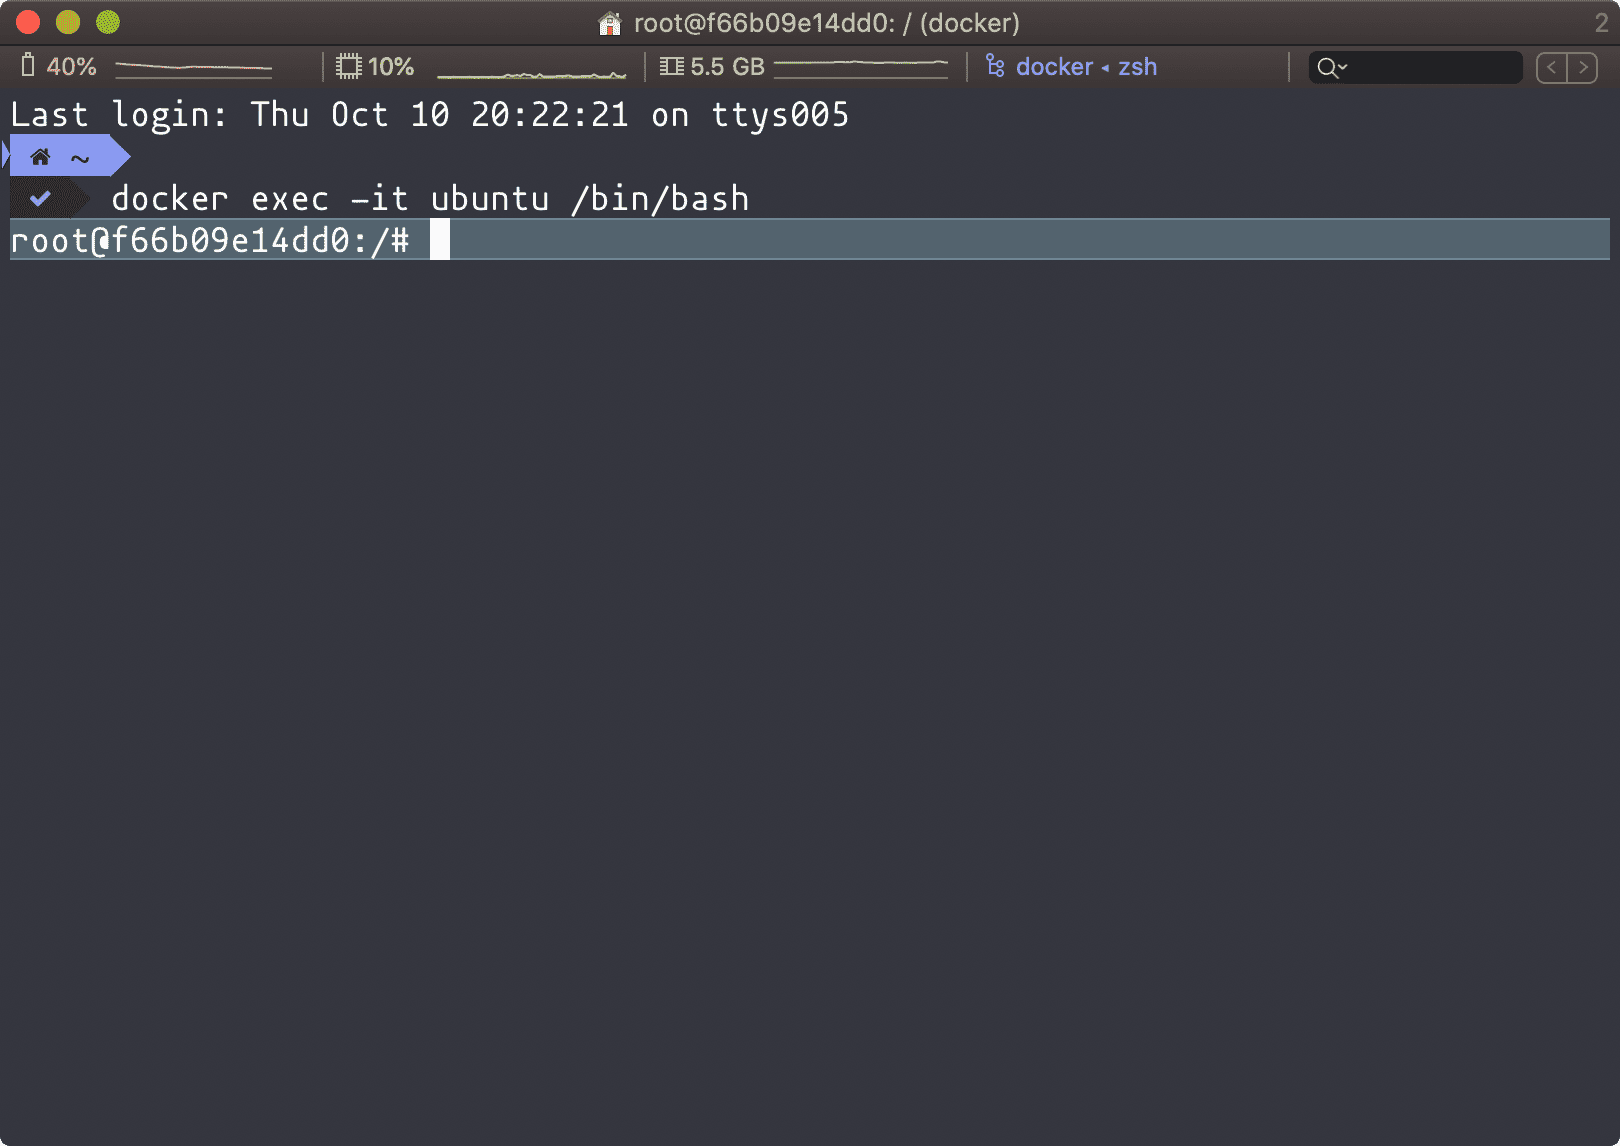 root@f66b09e14dd0: / (docker)
2
40%
10%
5.5 GB
docker ◂ zsh
Last login: Thu Oct 10 20:22:21 on ttys005
~
docker exec -it ubuntu /bin/bash
root@f66b09e14dd0:/#